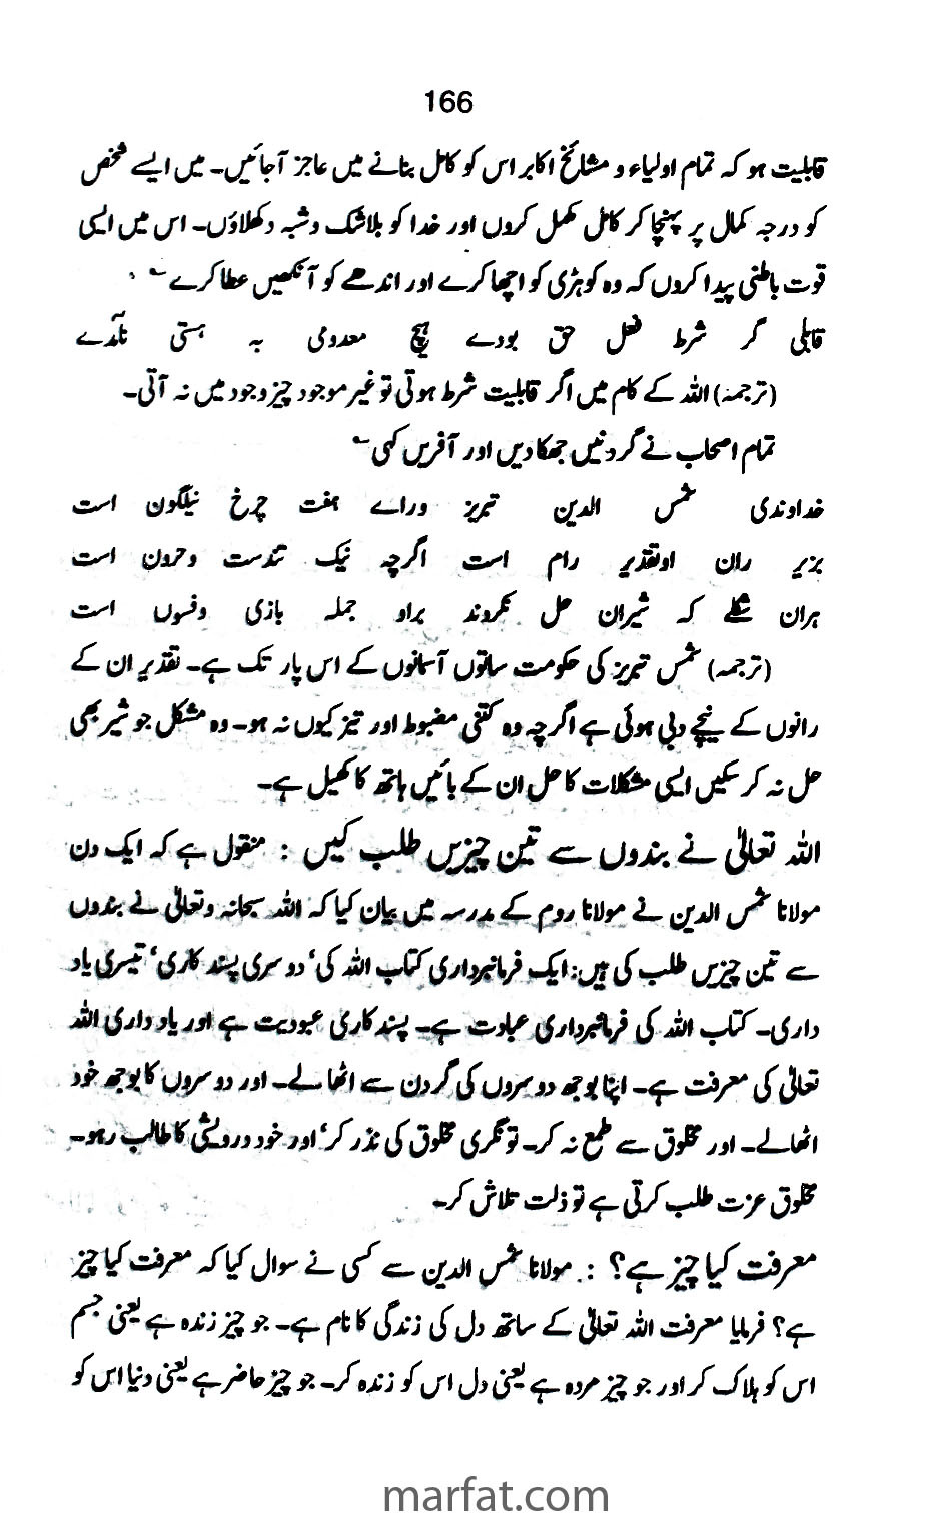 166
قابلیت ہو کہ تمام اولیاء و مشائخ اکابر اس کو کامل بنانے میں عاجز آجائیں۔ میں ایسے شخص
کو درجہ کمال پر پہنچا کر کامل مکمل کروں اور خدا کو بلاشک و شبہ دکھلاؤں۔ اس میں ایسی
قوت باطنی پیدا کروں کہ وہ کوہڑی کو اچھا کرے اور اندھے کو آنکھیں عطا کرے ؎
قابلی گر شرط فعل حق بودے ہیچ معدومی بہ ہستی نامدے
(ترجمہ) اللہ کے کام میں اگر قابلیت شرط ہوتی تو غیر موجود چیز وجود میں نہ آتی۔
تمام اصحاب نے گردنیں جھکا دیں اور آفریں کہی ؎
خداوندی شمس الدین تبریز ورائے ہفت چرخ نیلگون است
بزیر ران اوتقدیر رام است اگرچہ نیک تندست وحرون است
ہران مشکلے کہ شیران حل نکردند براو جملہ بازی وفسوں است
(ترجمہ) شمس تبریز کی حکومت ساتوں آسمانوں کے اس پار تک ہے۔ تقدیر ان کے
رانوں کے نیچے دبی ہوئی ہے اگرچہ وہ کتنی مضبوط اور تیز کیوں نہ ہو۔ وہ مشکل جو شیر بھی
حل نہ کر سکیں ایسی مشکلات کا حل ان کے بائیں ہاتھ کا کھیل ہے۔
اللہ تعالیٰ نے بندوں سے تین چیزیں طلب کیں : منقول ہے کہ ایک دن
مولانا شمس الدین نے مولانا روم کے مدرسہ میں بیان کیا کہ اللہ سبحانہ وتعالیٰ نے بندوں
سے تین چیزیں طلب کی ہیں: ایک فرمانبرداری کتاب اللہ کی، دوسری پسند کاری، تیسری یاد
داری۔ کتاب اللہ کی فرمانبرداری عبادت ہے۔ پسند کاری عبودیت ہے اور یاد داری اللہ
تعالیٰ کی معرفت ہے۔ اپنا بوجھ دوسروں کی گردن سے اٹھا لے۔ اور دوسروں کا بوجھ خود
اٹھالے۔ اور مخلوق سے طمع نہ کر۔ تونگری مخلوق کی نذر کر، اور خود درویشی کا طالب رہو۔
مخلوق عزت طلب کرتی ہے تو ذلت تلاش کر۔
معرفت کیا چیز ہے؟ : مولانا شمس الدین سے کسی نے سوال کیا کہ معرفت کیا چیز
ہے؟ فرمایا معرفت اللہ تعالیٰ کے ساتھ دل کی زندگی کا نام ہے۔ جو چیز زندہ ہے یعنی جسم
اس کو ہلاک کر اور جو چیز مردہ ہے یعنی دل اس کو زندہ کر۔ جو چیز حاضر ہے یعنی دنیا اس کو
marfat.com